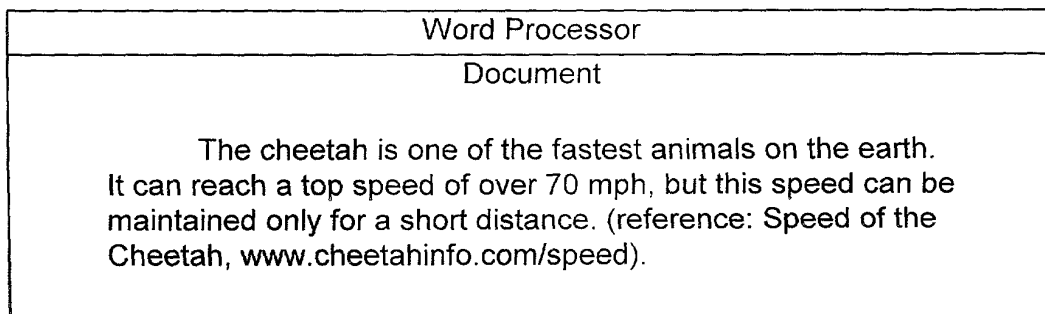 Word Processor
Document
The cheetah is one of the fastest animals on the earth.
It can reach a top speed of over 70 mph, but this speed can be
maintained only for a short distance. (reference: Speed of the
Cheetah, www.cheetahinfo.com/speed).